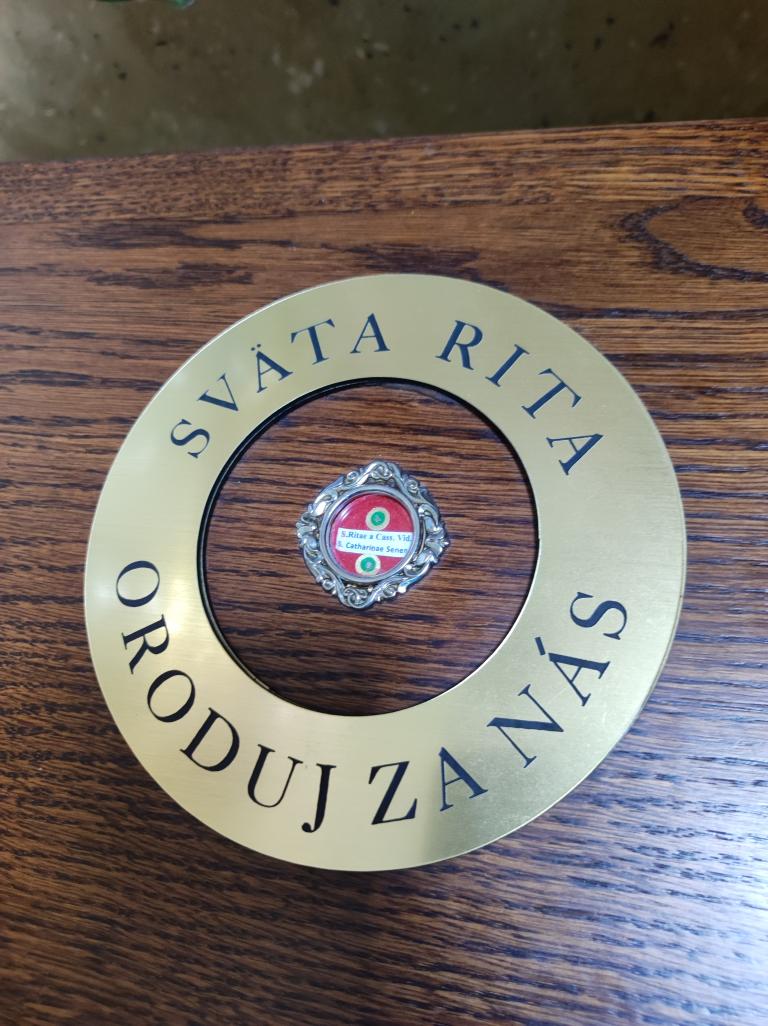 SVÄTA RITA
S.Ritae a Cass. Vid.
S. Catharinae Senen
ORODUJ ZA NÁS